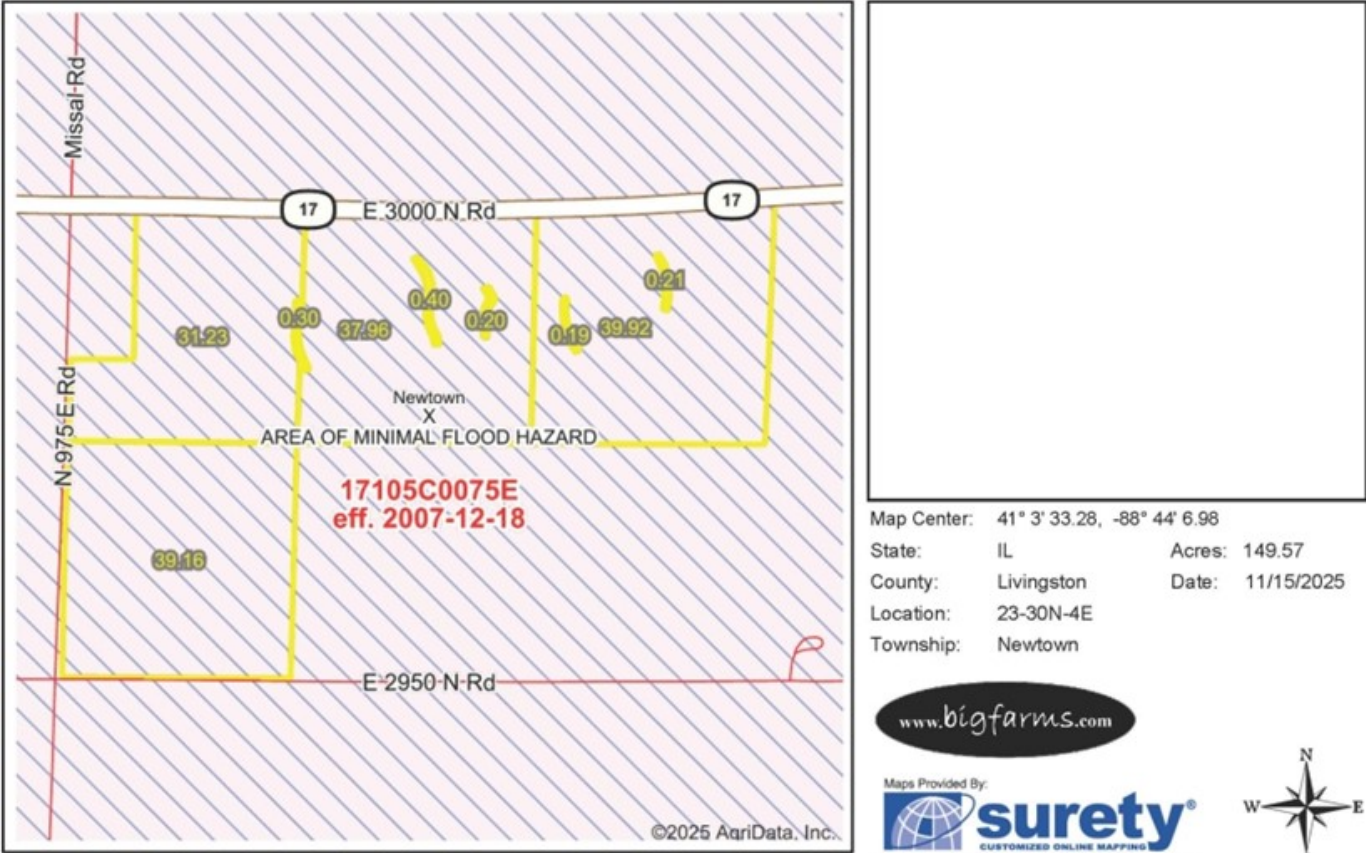 Missal Rd
17
E 3000 N Rd
17
31.23
0.30
37.96
0.40
0.20
0.19
39.92
0.21
N 975 E Rd
Newtown
X
AREA OF MINIMAL FLOOD HAZARD
17105C0075E
eff. 2007-12-18
39.16
E 2950 N Rd
©2025 AgriData, Inc.
Map Center: 41° 3' 33.28, -88° 44' 6.98
State: IL Acres: 149.57
County: Livingston Date: 11/15/2025
Location: 23-30N-4E
Township: Newtown
www.bigfarms.com
Maps Provided By:
surety®
CUSTOMIZED ONLINE MAPPING
N
W E